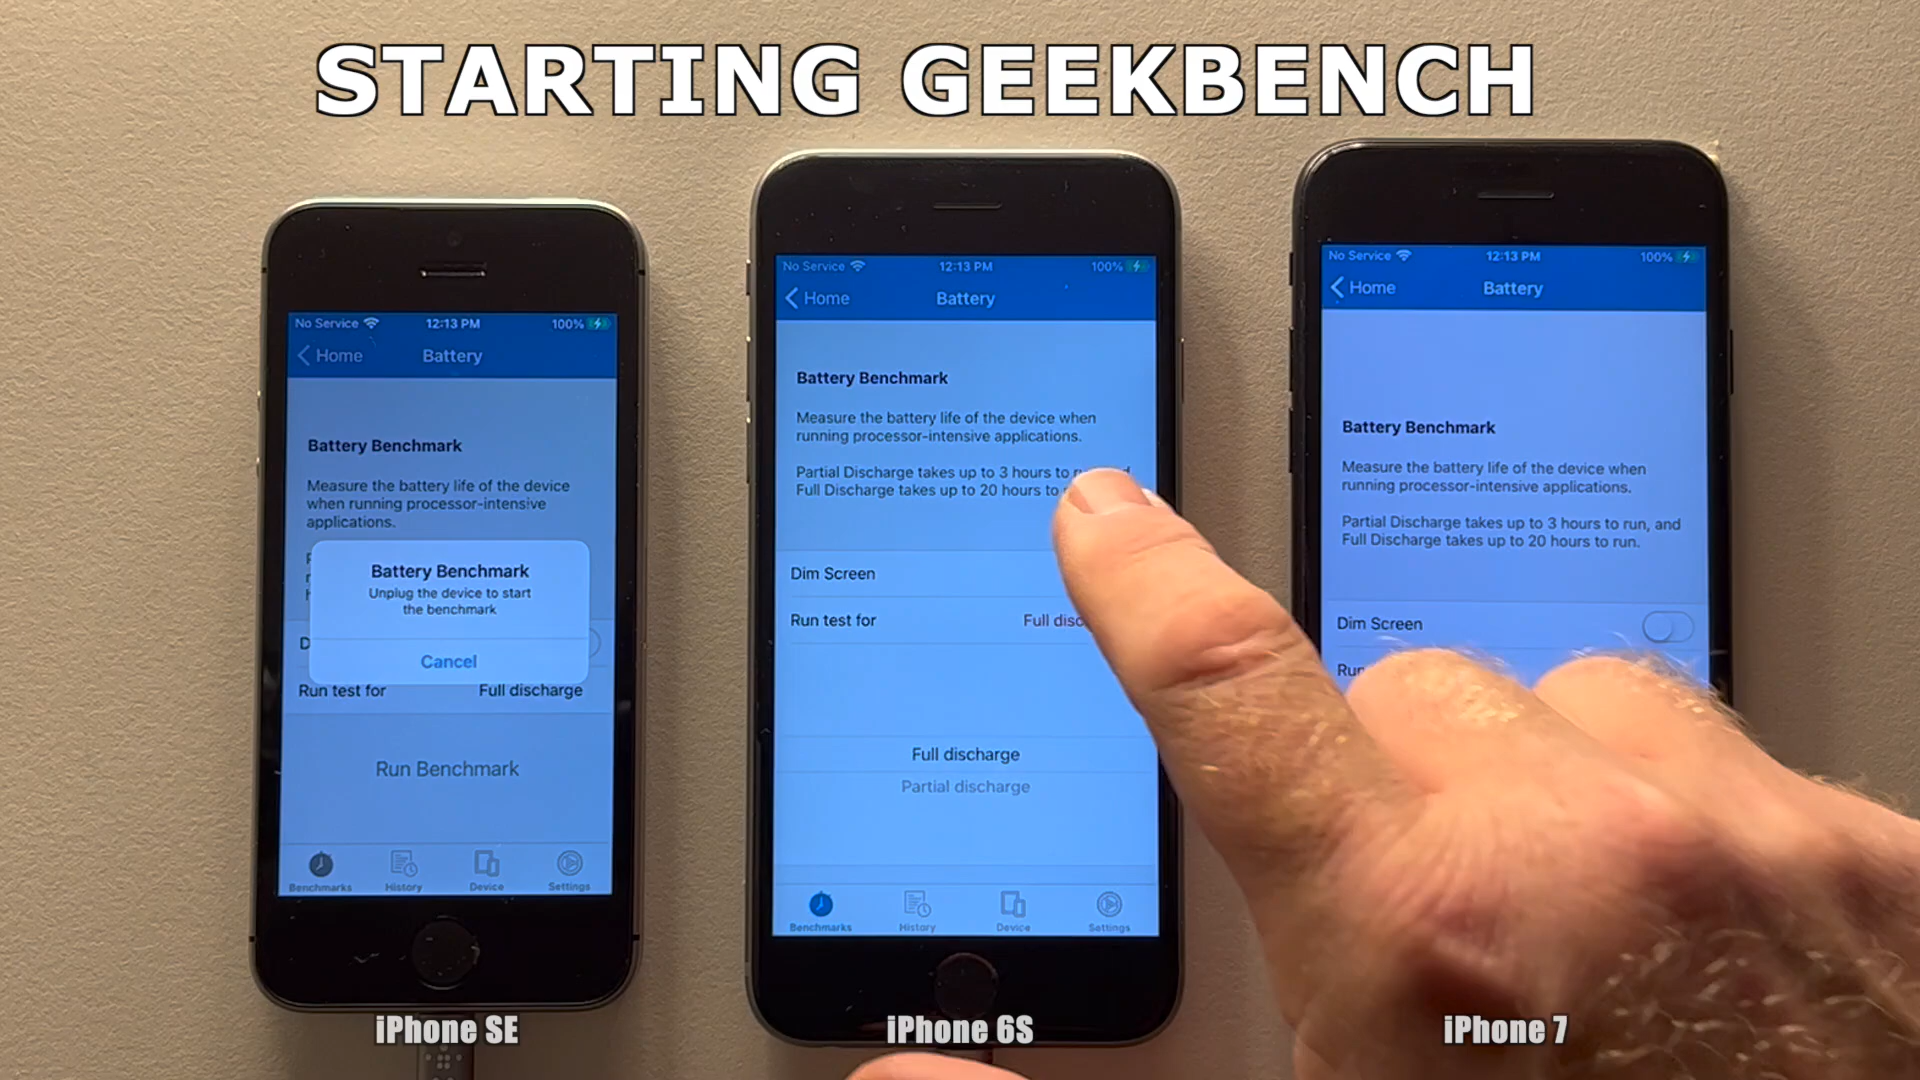 STARTING GEEKBENCH
No Service 12:13 PM 100%
Home Battery
Battery Benchmark
Measure the battery life of the device
when running processor-intensive
applications.
Battery Benchmark
Unplug the device to start
the benchmark
Cancel
Run test for Full discharge
Run Benchmark
Benchmarks History Device Settings
iPhone SE
No Service 12:13 PM 100%
Home Battery
Battery Benchmark
Measure the battery life of the device when
running processor-intensive applications.
Partial Discharge takes up to 3 hours to
Full Discharge takes up to 20 hours to
Dim Screen
Run test for Full disc
Full discharge
Partial discharge
Benchmarks History Device Settings
iPhone 6S
No Service 12:13 PM 100%
Home Battery
Battery Benchmark
Measure the battery life of the device when
running processor-intensive applications.
Partial Discharge takes up to 3 hours to run, and
Full Discharge takes up to 20 hours to run.
Dim Screen
Run
iPhone 7